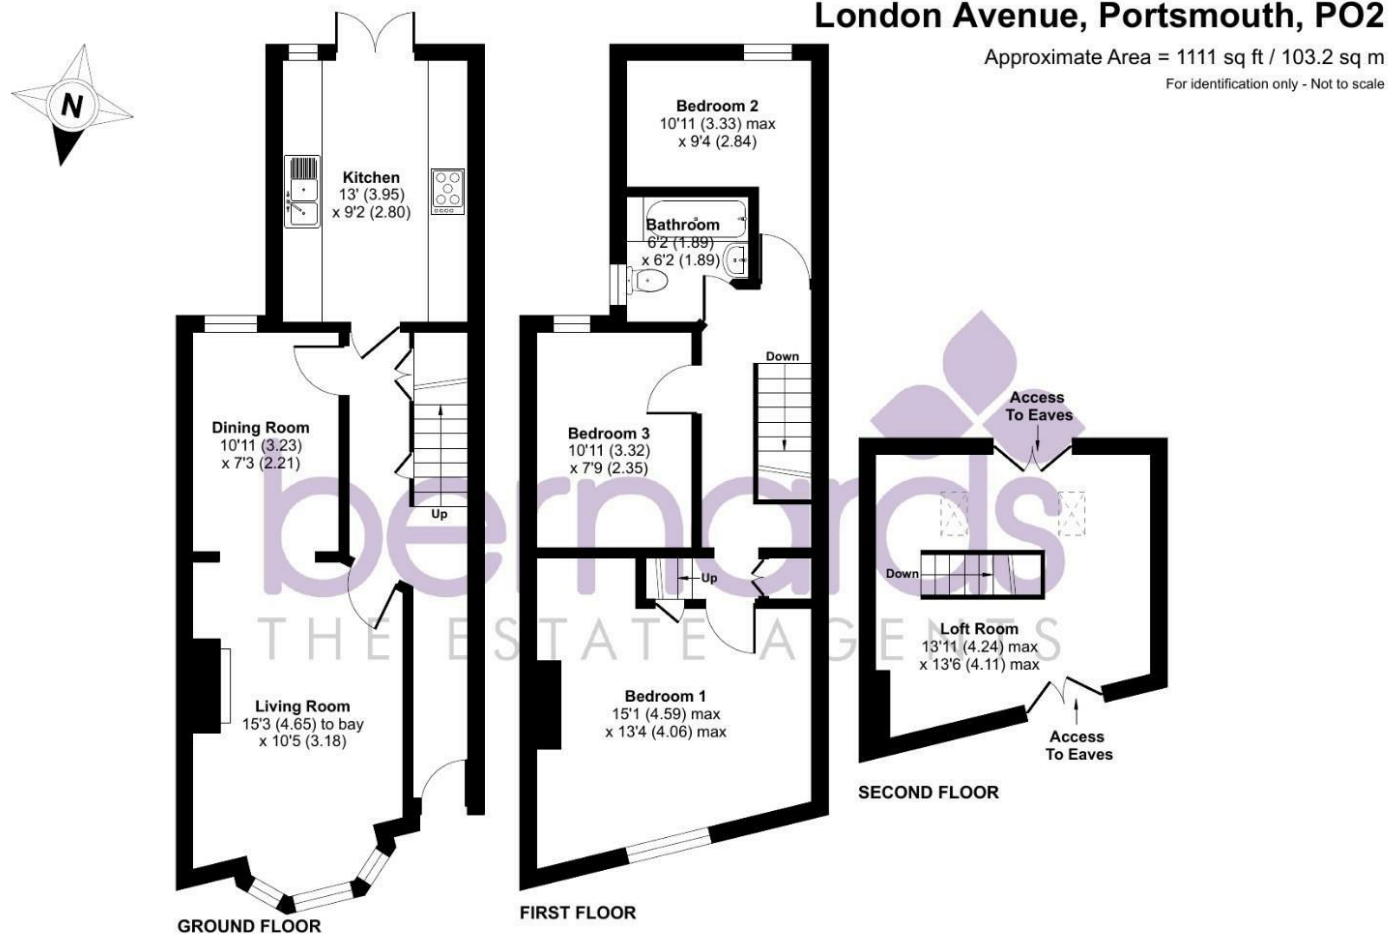 London Avenue, Portsmouth, PO2
Approximate Area = 1111 sq ft / 103.2 sq m
For identification only - Not to scale
N
Kitchen
13' (3.95)
x 9'2 (2.80)
Dining Room
10'11 (3.23)
x 7'3 (2.21)
Up
Living Room
15'3 (4.65) to bay
x 10'5 (3.18)
GROUND FLOOR
Bedroom 2
10'11 (3.33) max
x 9'4 (2.84)
Bathroom
6'2 (1.89)
x 6'2 (1.89)
Down
Bedroom 3
10'11 (3.32)
x 7'9 (2.35)
Up
Bedroom 1
15'1 (4.59) max
x 13'4 (4.06) max
FIRST FLOOR
Access
To Eaves
Down
Loft Room
13'11 (4.24) max
x 13'6 (4.11) max
Access
To Eaves
SECOND FLOOR
bernards
THE ESTATE AGENTS